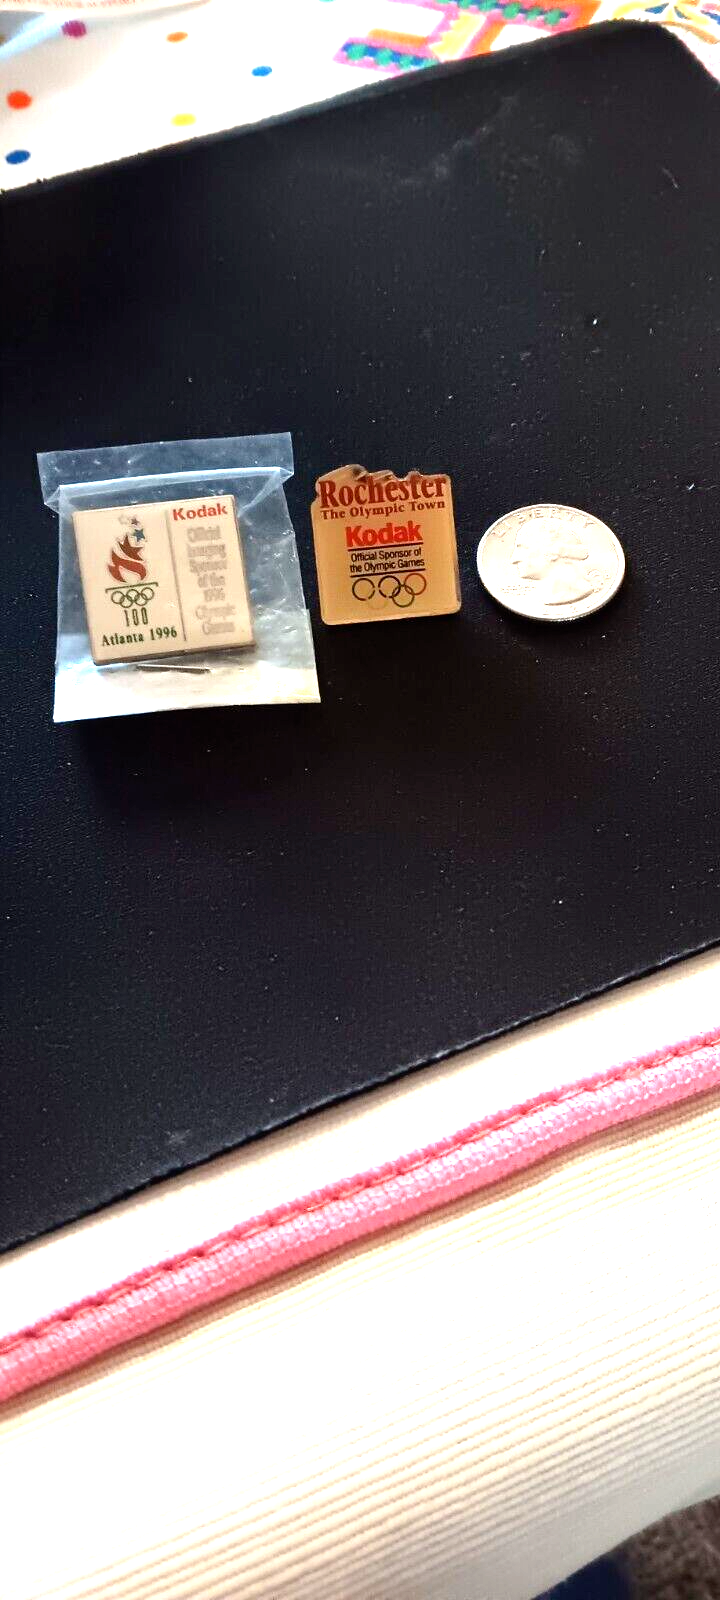 Kodak
Official
Imaging
Sponsor
of the
1996
Olympic
Games
100
Atlanta 1996
Rochester
The Olympic Town
Kodak
Official Sponsor of
the Olympic Games
LIBERTY